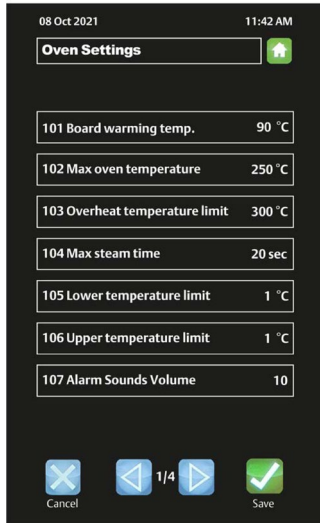 08 Oct 2021 11:42 AM
Oven Settings
101 Board warming temp. 90 °C
102 Max oven temperature 250 °C
103 Overheat temperature limit 300 °C
104 Max steam time 20 sec
105 Lower temperature limit 1 °C
106 Upper temperature limit 1 °C
107 Alarm Sounds Volume 10
1/4
Cancel Save